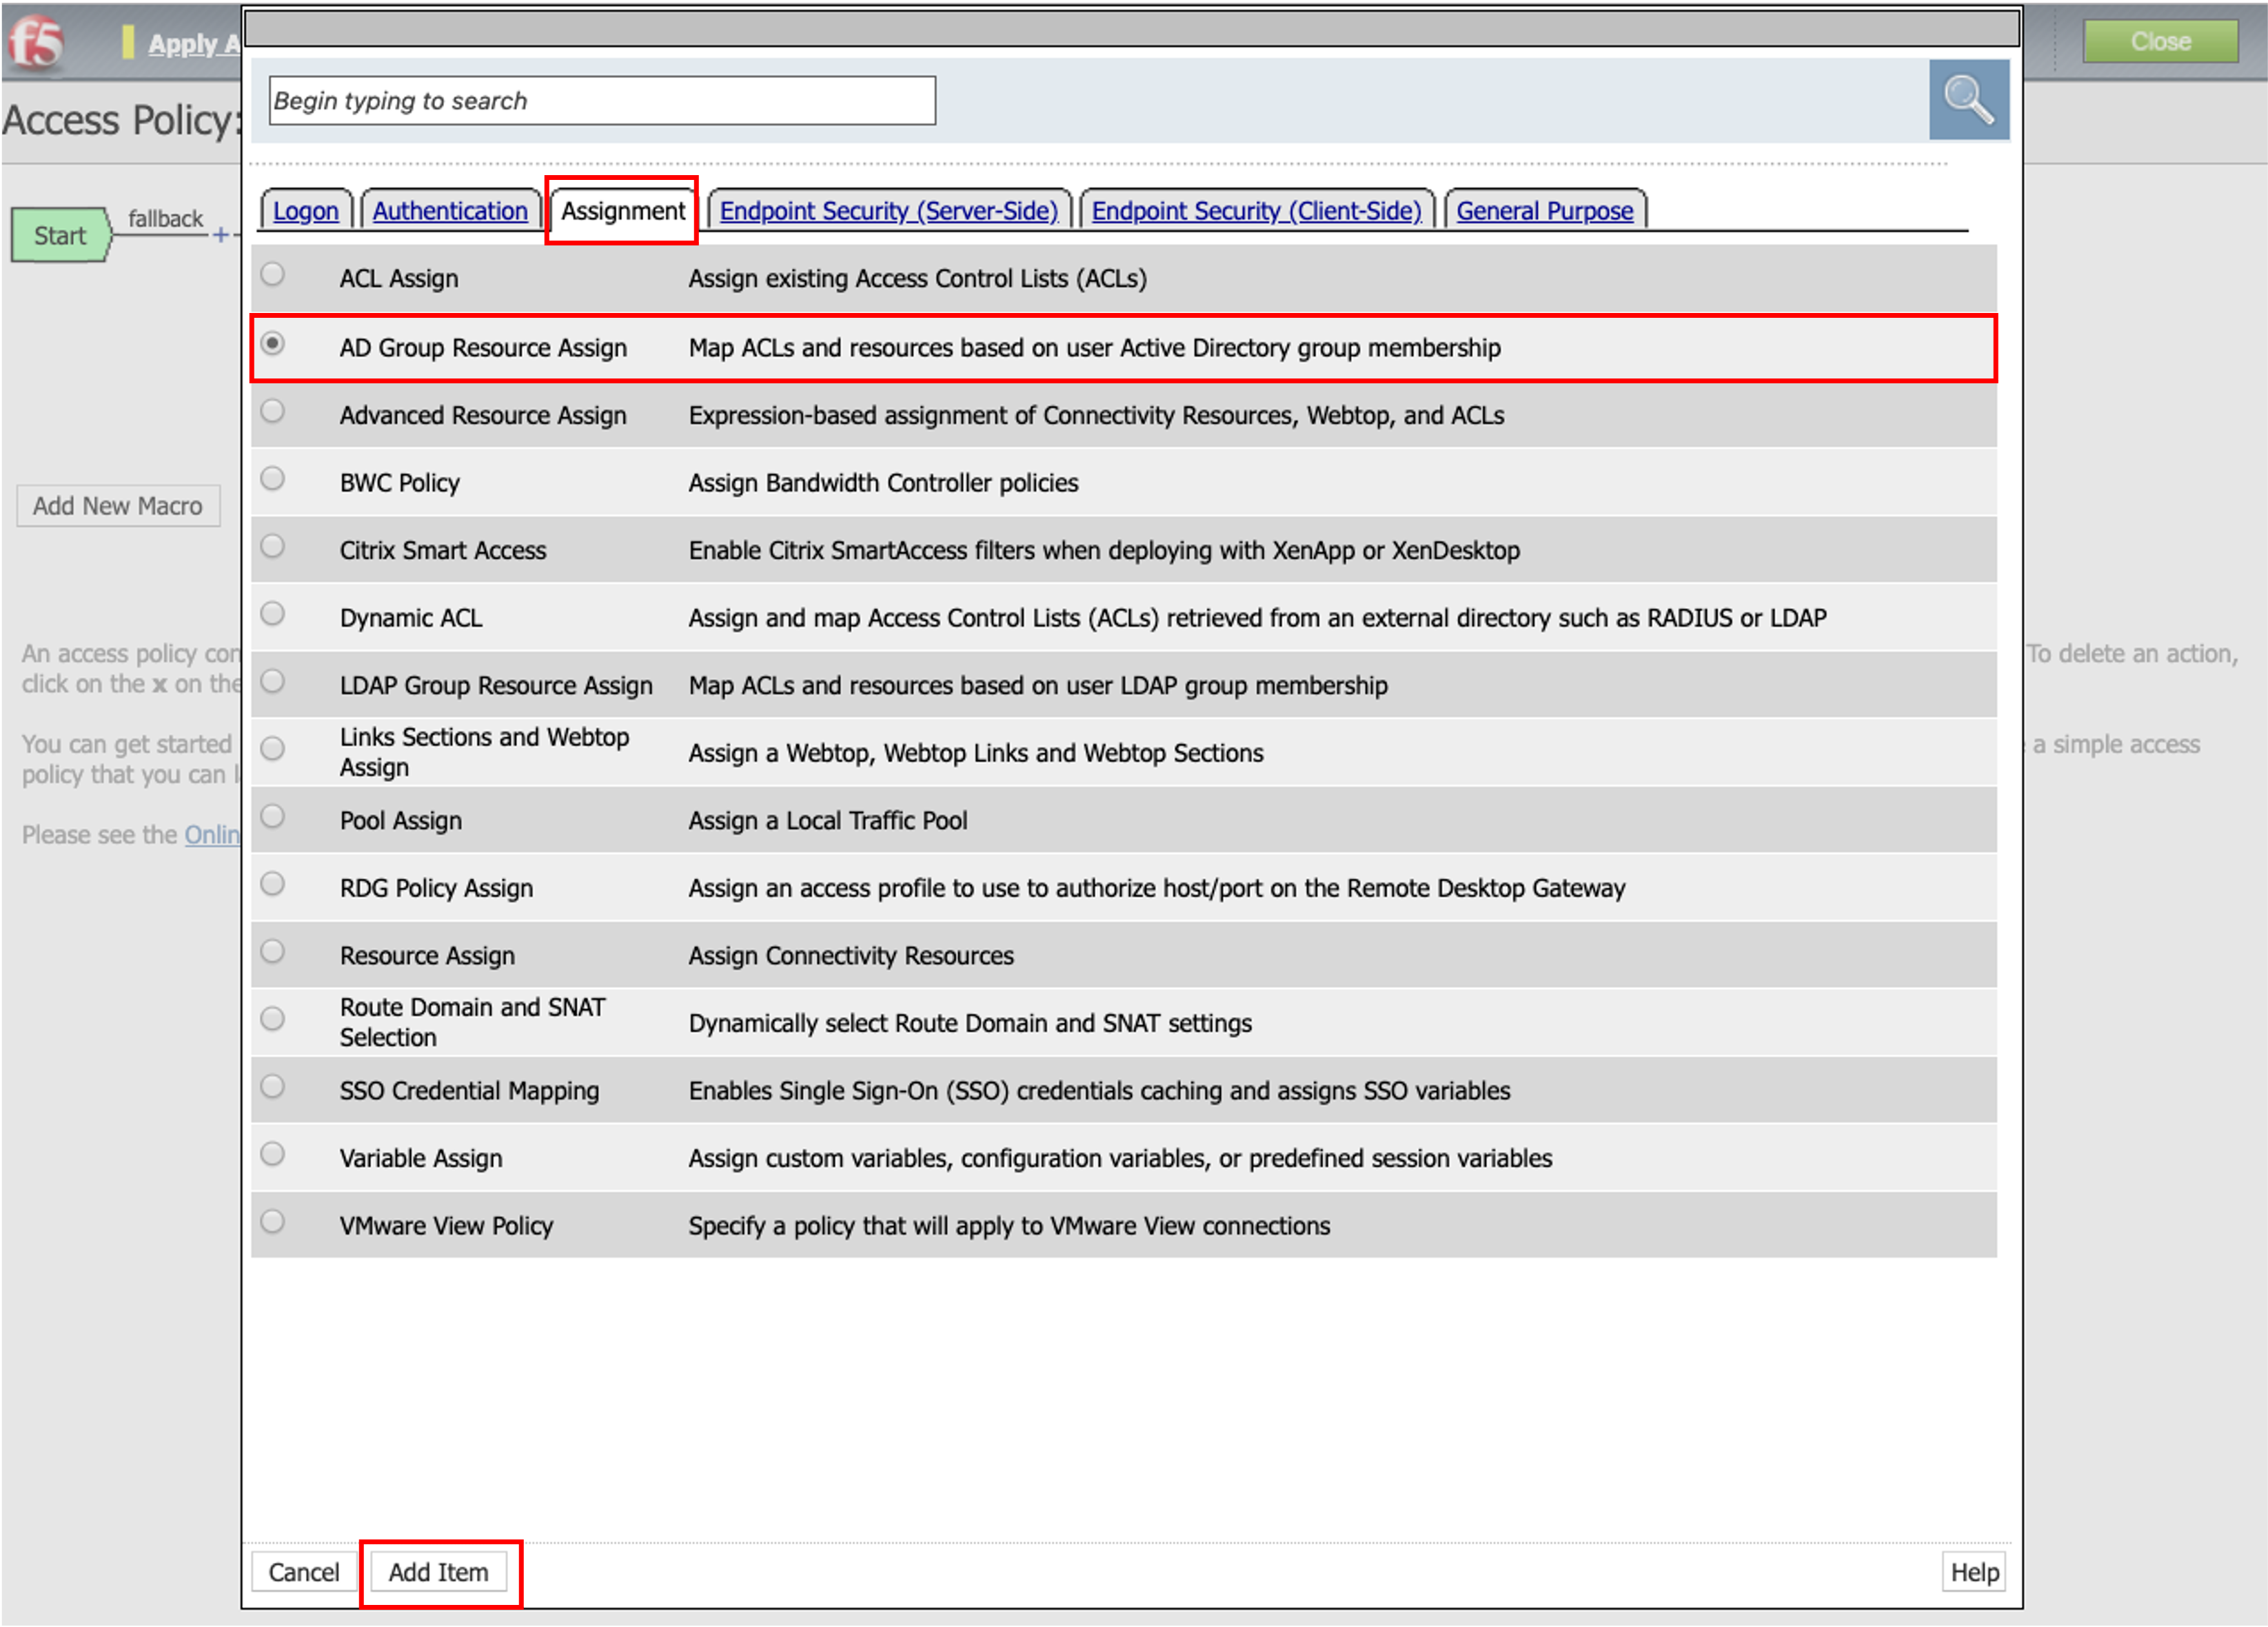 f5
Apply A
Close
Begin typing to search
Access Policy:
Logon
Authentication
Assignment
Endpoint Security (Server-Side)
Endpoint Security (Client-Side)
General Purpose
Start
fallback
+
ACL Assign
Assign existing Access Control Lists (ACLs)
AD Group Resource Assign
Map ACLs and resources based on user Active Directory group membership
Advanced Resource Assign
Expression-based assignment of Connectivity Resources, Webtop, and ACLs
BWC Policy
Assign Bandwidth Controller policies
Add New Macro
Citrix Smart Access
Enable Citrix SmartAccess filters when deploying with XenApp or XenDesktop
Dynamic ACL
Assign and map Access Control Lists (ACLs) retrieved from an external directory such as RADIUS or LDAP
LDAP Group Resource Assign
Map ACLs and resources based on user LDAP group membership
Links Sections and Webtop
Assign
Assign a Webtop, Webtop Links and Webtop Sections
Pool Assign
Assign a Local Traffic Pool
RDG Policy Assign
Assign an access profile to use to authorize host/port on the Remote Desktop Gateway
Resource Assign
Assign Connectivity Resources
Route Domain and SNAT
Selection
Dynamically select Route Domain and SNAT settings
SSO Credential Mapping
Enables Single Sign-On (SSO) credentials caching and assigns SSO variables
Variable Assign
Assign custom variables, configuration variables, or predefined session variables
VMware View Policy
Specify a policy that will apply to VMware View connections
An access policy con
click on the x on the
You can get started
policy that you can l
Please see the Onlin
To delete an action,
a simple access
Cancel
Add Item
Help